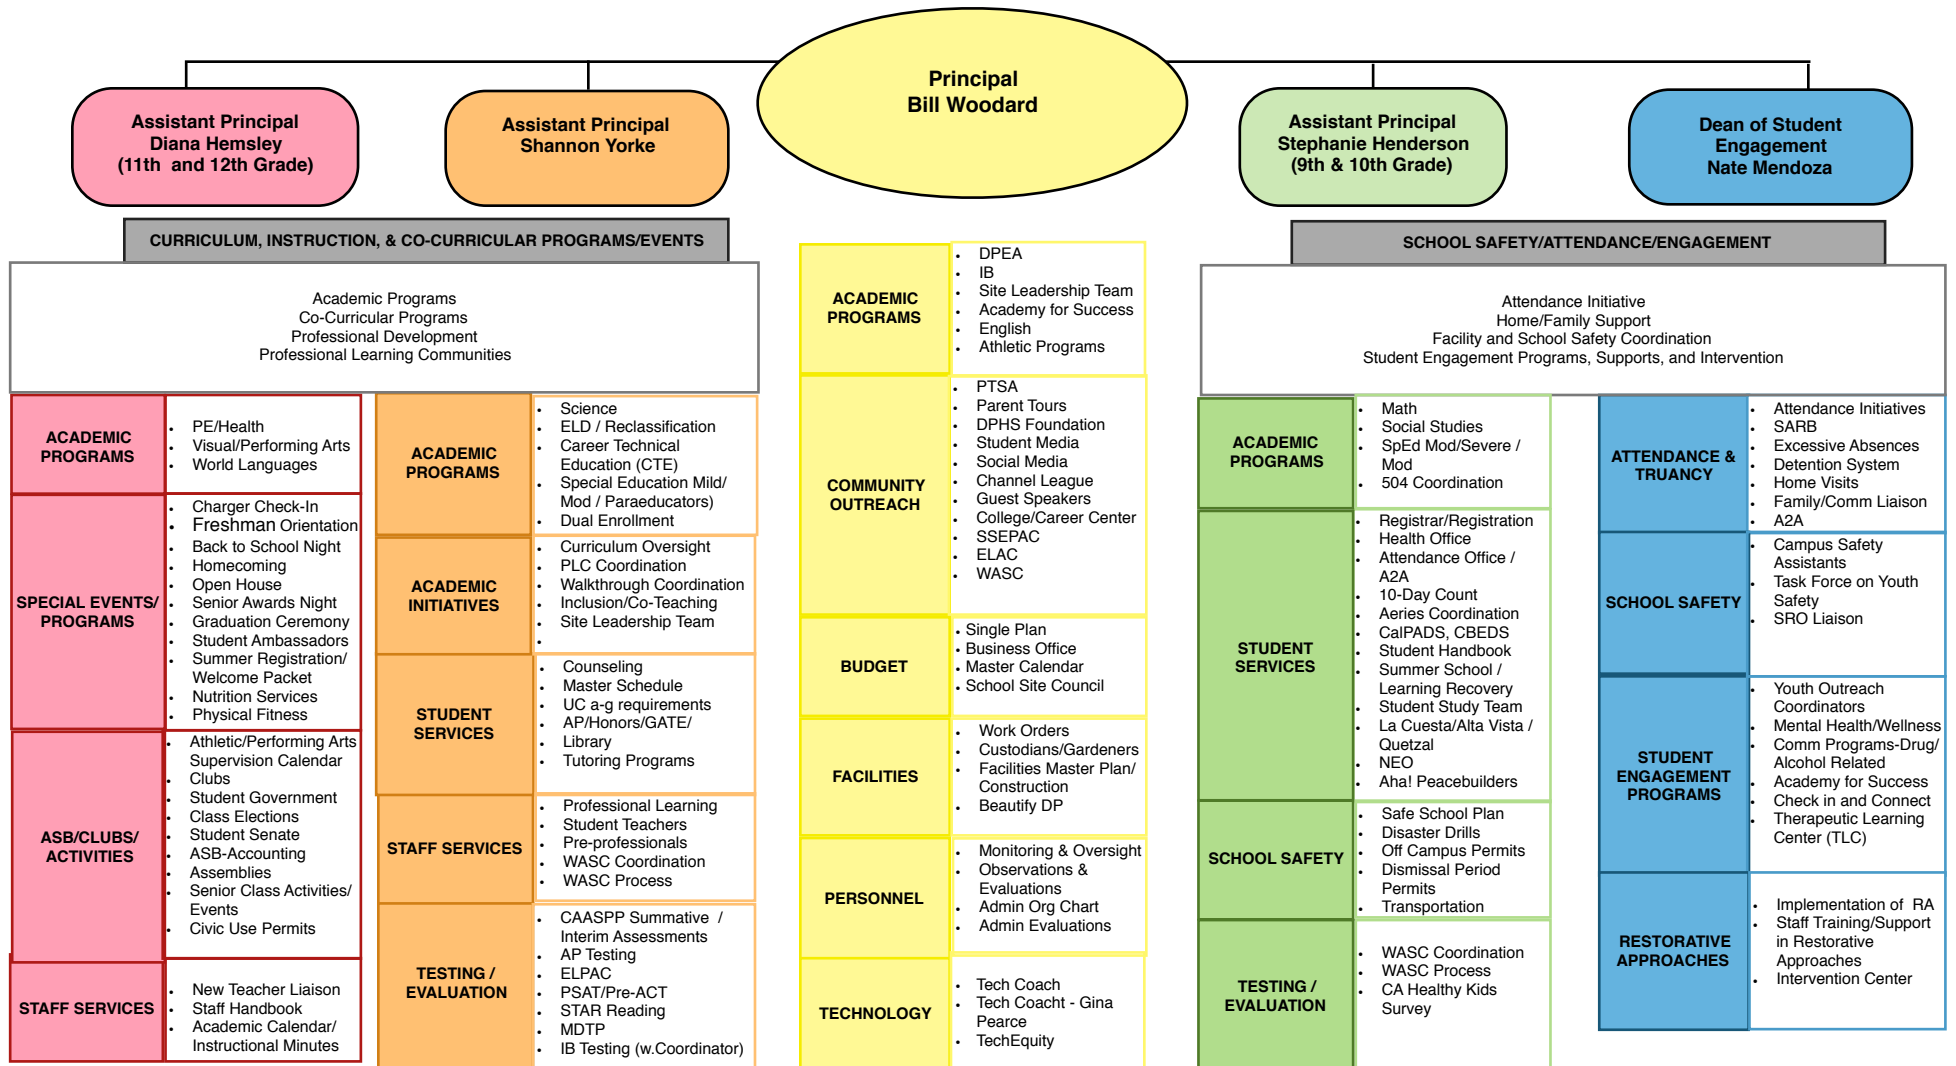 Principal
Bill Woodard
Assistant Principal
Diana Hemsley
(11th  and 12th Grade)
Assistant Principal
Shannon Yorke
Assistant Principal
Stephanie Henderson
(9th & 10th Grade)
Dean of Student
Engagement
Nate Mendoza
CURRICULUM, INSTRUCTION, & CO-CURRICULAR PROGRAMS/EVENTS
Academic Programs
Co-Curricular Programs
Professional Development
Professional Learning Communities
ACADEMIC
PROGRAMS
• PE/Health
• Visual/Performing Arts
• World Languages
SPECIAL EVENTS/
PROGRAMS
• Charger Check-In
• Freshman Orientation
• Back to School Night
• Homecoming
• Open House
• Senior Awards Night
• Graduation Ceremony
• Student Ambassadors
• Summer Registration/
Welcome Packet
• Nutrition Services
• Physical Fitness
ASB/CLUBS/
ACTIVITIES
• Athletic/Performing Arts
Supervision Calendar
• Clubs
• Student Government
• Class Elections
• Student Senate
• ASB-Accounting
• Assemblies
• Senior Class Activities/
Events
• Civic Use Permits
STAFF SERVICES
• New Teacher Liaison
• Staff Handbook
• Academic Calendar/
Instructional Minutes
ACADEMIC
PROGRAMS
• Science
• ELD / Reclassification
• Career Technical
Education (CTE)
• Special Education Mild/
Mod / Paraeducators)
• Dual Enrollment
ACADEMIC
INITIATIVES
• Curriculum Oversight
• PLC Coordination
• Walkthrough Coordination
• Inclusion/Co-Teaching
• Site Leadership Team
•
STUDENT
SERVICES
• Counseling
• Master Schedule
• UC a-g requirements
• AP/Honors/GATE/
• Library
• Tutoring Programs
STAFF SERVICES
• Professional Learning
• Student Teachers
• Pre-professionals
• WASC Coordination
• WASC Process
TESTING /
EVALUATION
• CAASPP Summative  /
Interim Assessments
• AP Testing
• ELPAC
• PSAT/Pre-ACT
• STAR Reading
• MDTP
• IB Testing (w.Coordinator)
ACADEMIC
PROGRAMS
• DPEA
• IB
• Site Leadership Team
• Academy for Success
• English
• Athletic Programs
COMMUNITY
OUTREACH
• PTSA
• Parent Tours
• DPHS Foundation
• Student Media
• Social Media
• Channel League
• Guest Speakers
• College/Career Center
• SSEPAC
• ELAC
• WASC
BUDGET
• Single Plan
• Business Office
• Master Calendar
• School Site Council
FACILITIES
• Work Orders
• Custodians/Gardeners
• Facilities Master Plan/
Construction
• Beautify DP
PERSONNEL
• Monitoring & Oversight
• Observations &
Evaluations
• Admin Org Chart
• Admin Evaluations
TECHNOLOGY
• Tech Coach
• Tech Coacht - Gina
Pearce
• TechEquity
SCHOOL SAFETY/ATTENDANCE/ENGAGEMENT
Attendance Initiative
Home/Family Support
Facility and School Safety Coordination
Student Engagement Programs, Supports, and Intervention
ACADEMIC
PROGRAMS
• Math
• Social Studies
• SpEd Mod/Severe /
Mod
• 504 Coordination
STUDENT
SERVICES
• Registrar/Registration
• Health Office
• Attendance Office /
A2A
• 10-Day Count
• Aeries Coordination
• CalPADS, CBEDS
• Student Handbook
• Summer School /
Learning Recovery
• Student Study Team
• La Cuesta/Alta Vista /
Quetzal
• NEO
• Aha! Peacebuilders
SCHOOL SAFETY
• Safe School Plan
• Disaster Drills
• Off Campus Permits
• Dismissal Period
Permits
• Transportation
TESTING /
EVALUATION
• WASC Coordination
• WASC Process
• CA Healthy Kids
Survey
ATTENDANCE &
TRUANCY
• Attendance Initiatives
• SARB
• Excessive Absences
• Detention System
• Home Visits
• Family/Comm Liaison
• A2A
SCHOOL SAFETY
• Campus Safety
Assistants
• Task Force on Youth
Safety
• SRO Liaison
STUDENT
ENGAGEMENT
PROGRAMS
• Youth Outreach
Coordinators
• Mental Health/Wellness
• Comm Programs-Drug/
Alcohol Related
• Academy for Success
• Check in and Connect
• Therapeutic Learning
Center (TLC)
RESTORATIVE
APPROACHES
• Implementation of  RA
• Staff Training/Support
in Restorative
Approaches
• Intervention Center